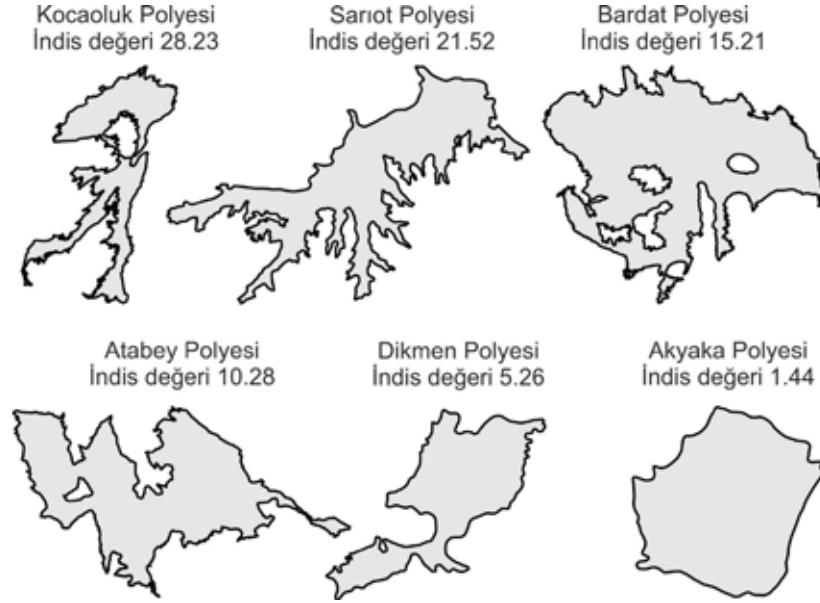 Kocaoluk Polyesi
İndis değeri 28.23
Sarıot Polyesi
İndis değeri 21.52
Bardat Polyesi
İndis değeri 15.21
Atabey Polyesi
İndis değeri 10.28
Dikmen Polyesi
İndis değeri 5.26
Akyaka Polyesi
İndis değeri 1.44